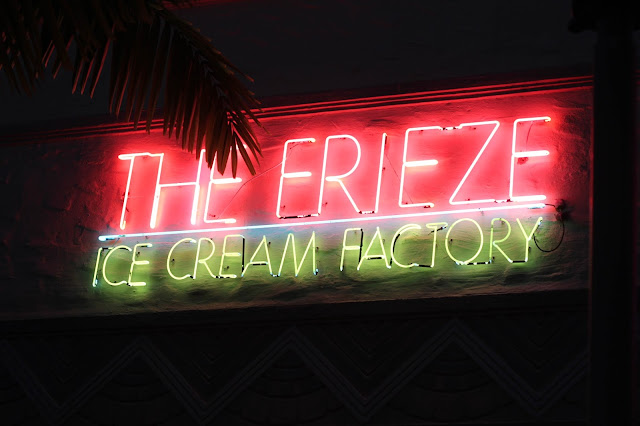 THE FRIEZE
ICE CREAM FACTORY